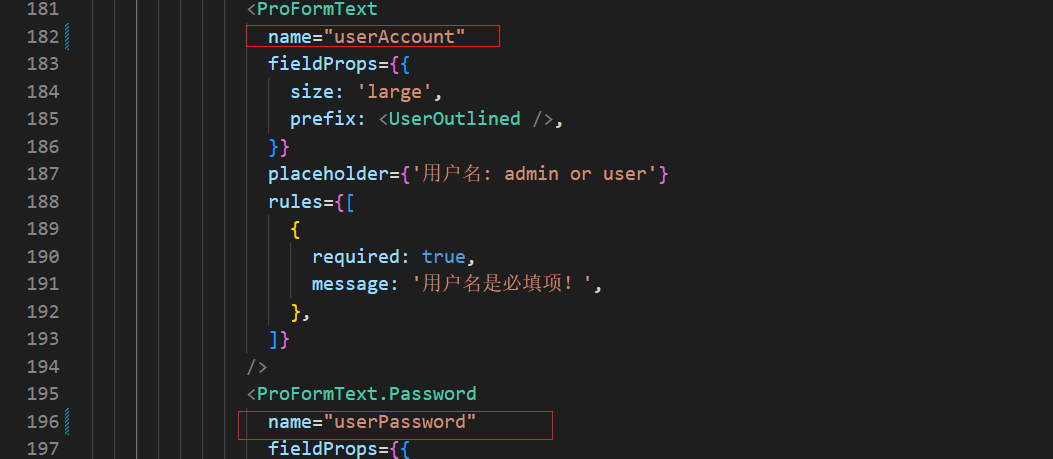 181 <ProFormText
182 name="userAccount"
183 fieldProps={{
184 size: 'large',
185 prefix: <UserOutlined />,
186 }}
187 placeholder={'用户名: admin or user'}
188 rules={[
189 {
190 required: true,
191 message: '用户名是必填项！',
192 },
193 ]}
194 />
195 <ProFormText.Password
196 name="userPassword"
197 fieldProps={{